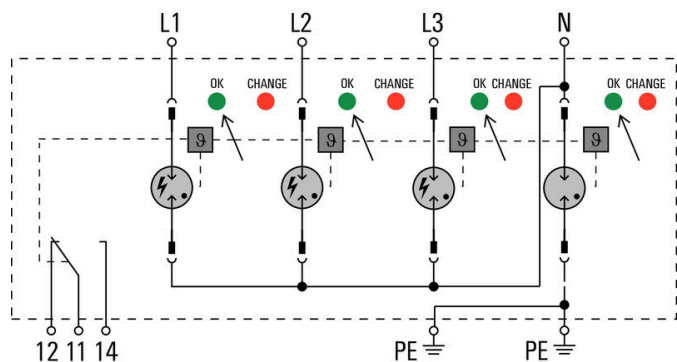 L1 L2 L3 N
OK CHANGE OK CHANGE OK CHANGE OK CHANGE
ϑ ϑ ϑ ϑ
12 11 14 PE PE